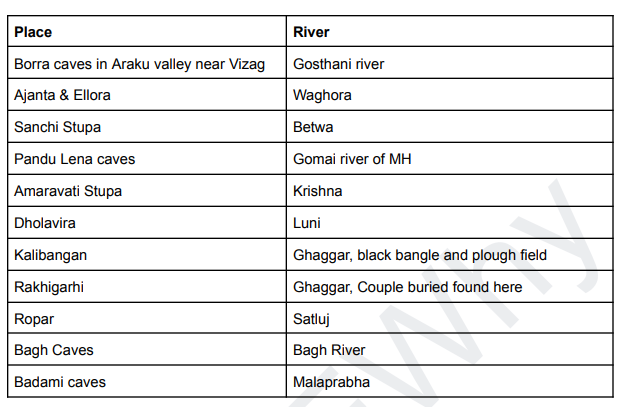 Place River
Borra caves in Araku valley near Vizag Gosthani river
Ajanta & Ellora Waghora
Sanchi Stupa Betwa
Pandu Lena caves Gomai river of MH
Amaravati Stupa Krishna
Dholavira Luni
Kalibangan Ghaggar, black bangle and plough field
Rakhigarhi Ghaggar, Couple buried found here
Ropar Satluj
Bagh Caves Bagh River
Badami caves Malaprabha